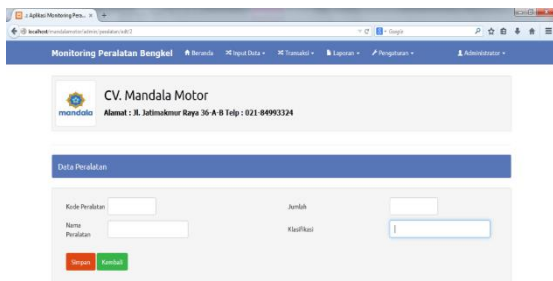 .: Aplikasi Monitoring Pera... x +
localhost/mandalamotor/admin/peralatan/edit/2
Google
Monitoring Peralatan Bengkel Beranda Input Data Transaksi Laporan Pengaturan Administrator
mandala
CV. Mandala Motor
Alamat : Jl. Jatimakmur Raya 36-A-B Telp : 021-84993324
Data Peralatan
Kode Peralatan Jumlah
Nama Peralatan Klasifikasi
Simpan Kembali